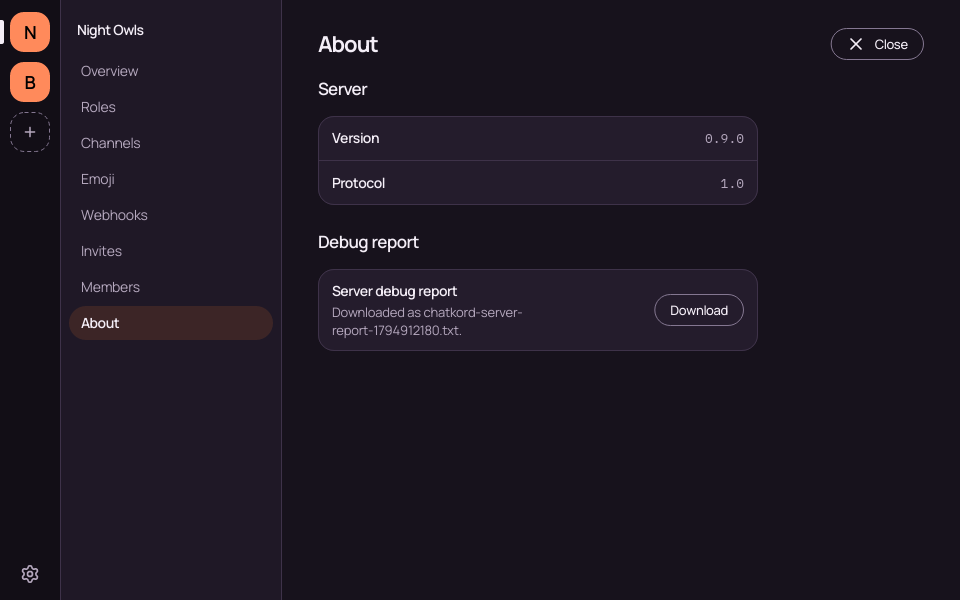 N
B
Night Owls
Overview
Roles
Channels
Emoji
Webhooks
Invites
Members
About
About
Close
Server
Version 0.9.0
Protocol 1.0
Debug report
Server debug report
Downloaded as chatkord-server-
report-1794912180.txt.
Download